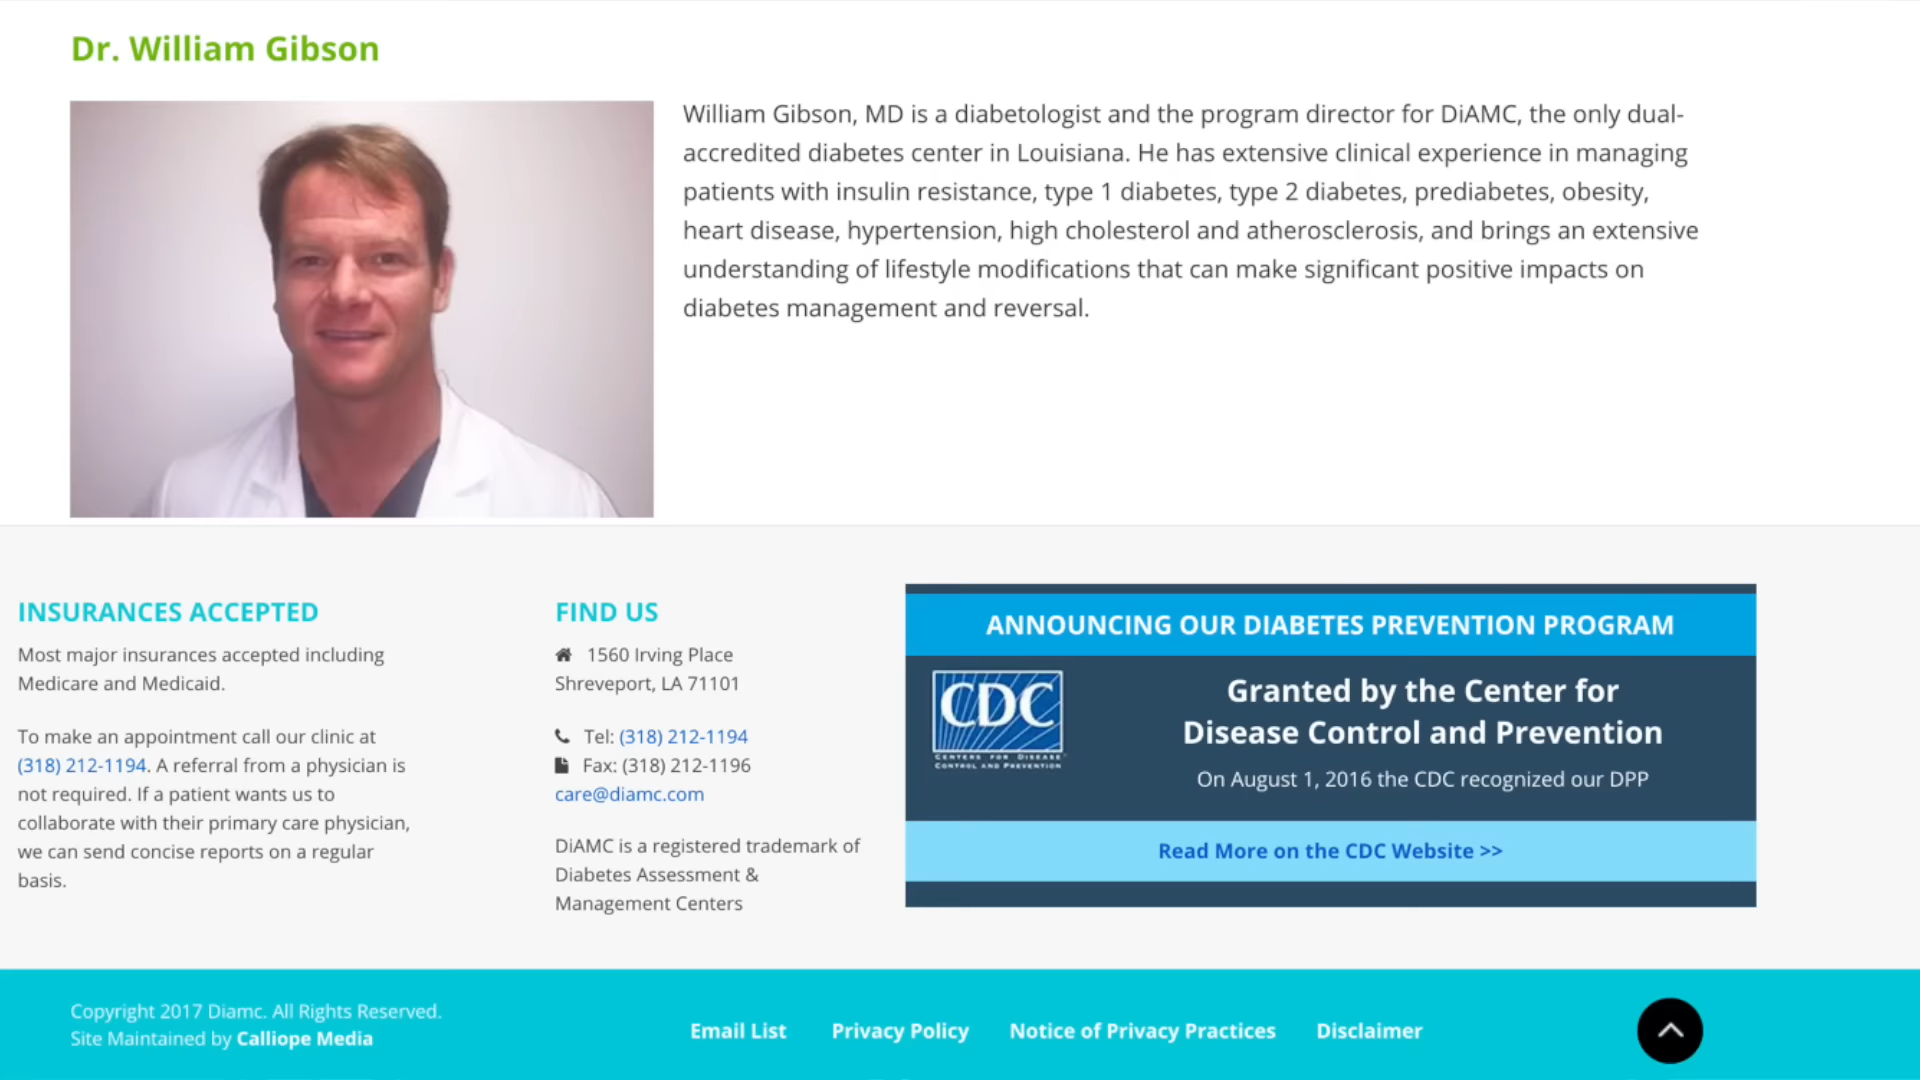 Dr. William Gibson
William Gibson, MD is a diabetologist and the program director for DiAMC, the only dual-
accredited diabetes center in Louisiana. He has extensive clinical experience in managing
patients with insulin resistance, type 1 diabetes, type 2 diabetes, prediabetes, obesity,
heart disease, hypertension, high cholesterol and atherosclerosis, and brings an extensive
understanding of lifestyle modifications that can make significant positive impacts on
diabetes management and reversal.
INSURANCES ACCEPTED
Most major insurances accepted including
Medicare and Medicaid.
To make an appointment call our clinic at
(318) 212-1194. A referral from a physician is
not required. If a patient wants us to
collaborate with their primary care physician,
we can send concise reports on a regular
basis.
FIND US
1560 Irving Place
Shreveport, LA 71101
Tel: (318) 212-1194
Fax: (318) 212-1196
care@diamc.com
DiAMC is a registered trademark of
Diabetes Assessment &
Management Centers
ANNOUNCING OUR DIABETES PREVENTION PROGRAM
CDC
CENTERS FOR DISEASE
CONTROL AND PREVENTION
Granted by the Center for
Disease Control and Prevention
On August 1, 2016 the CDC recognized our DPP
Read More on the CDC Website >>
Copyright 2017 Diamc. All Rights Reserved.
Site Maintained by Calliope Media
Email List Privacy Policy Notice of Privacy Practices Disclaimer